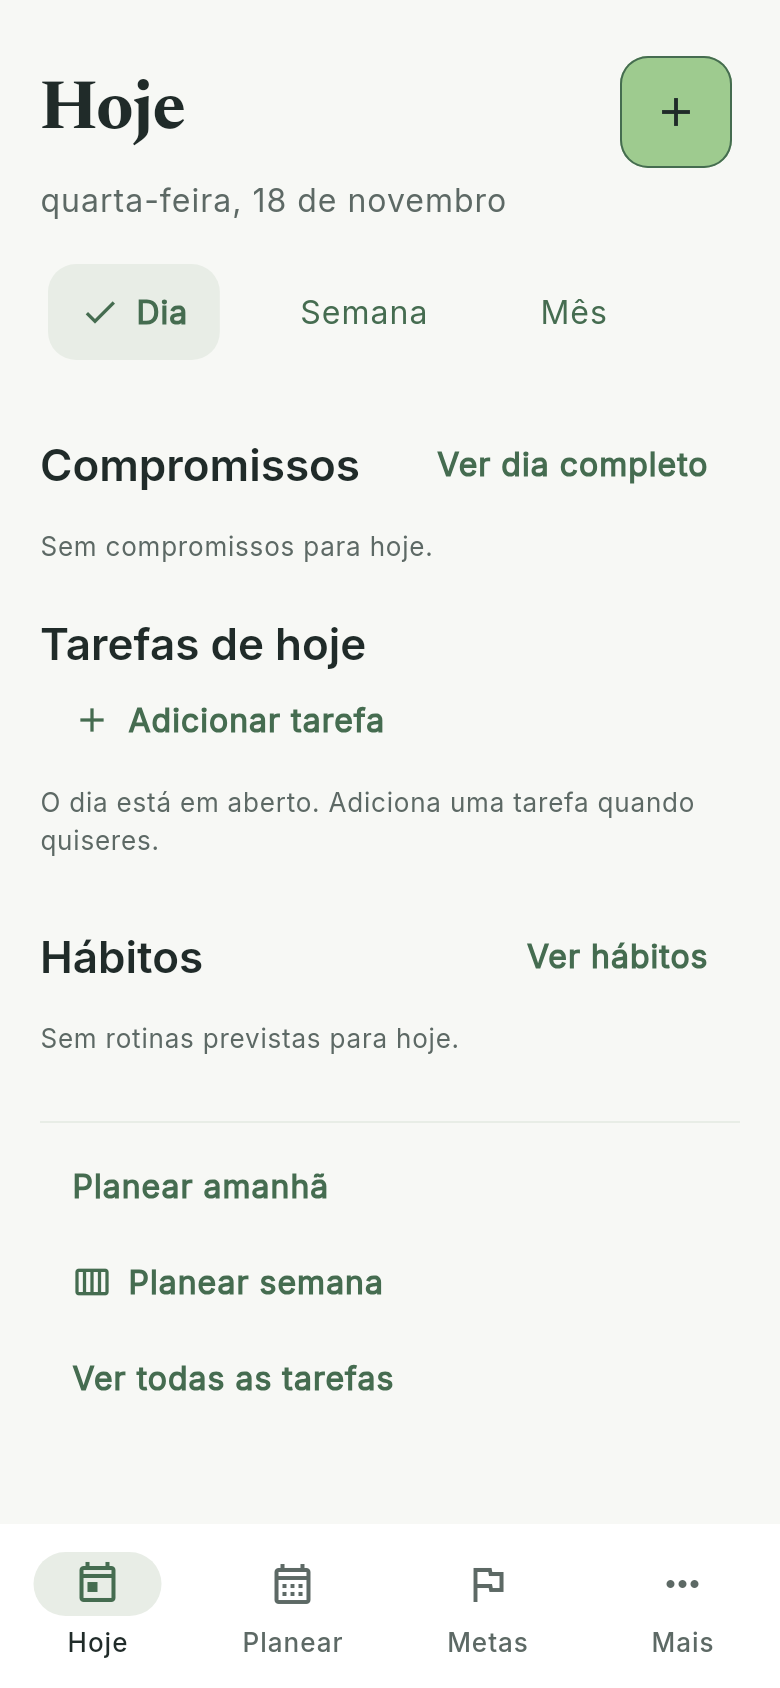 Hoje
quarta-feira, 18 de novembro
Dia
Semana
Mês
Compromissos
Ver dia completo
Sem compromissos para hoje.
Tarefas de hoje
Adicionar tarefa
O dia está em aberto. Adiciona uma tarefa quando
quiseres.
Hábitos
Ver hábitos
Sem rotinas previstas para hoje.
Planear amanhã
Planear semana
Ver todas as tarefas
Hoje
Planear
Metas
Mais